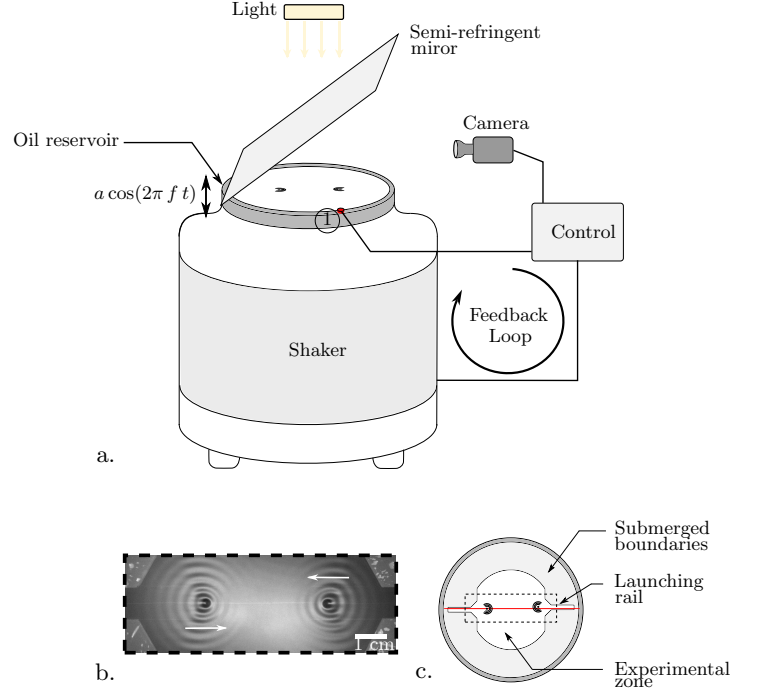 Light
Semi-refringent
miror
Camera
Oil reservoir
a cos(2π f t)
1
Control
Feedback
Loop
Shaker
a.
Submerged
boundaries
Launching
rail
1 cm
b.
c.
Experimental
zone